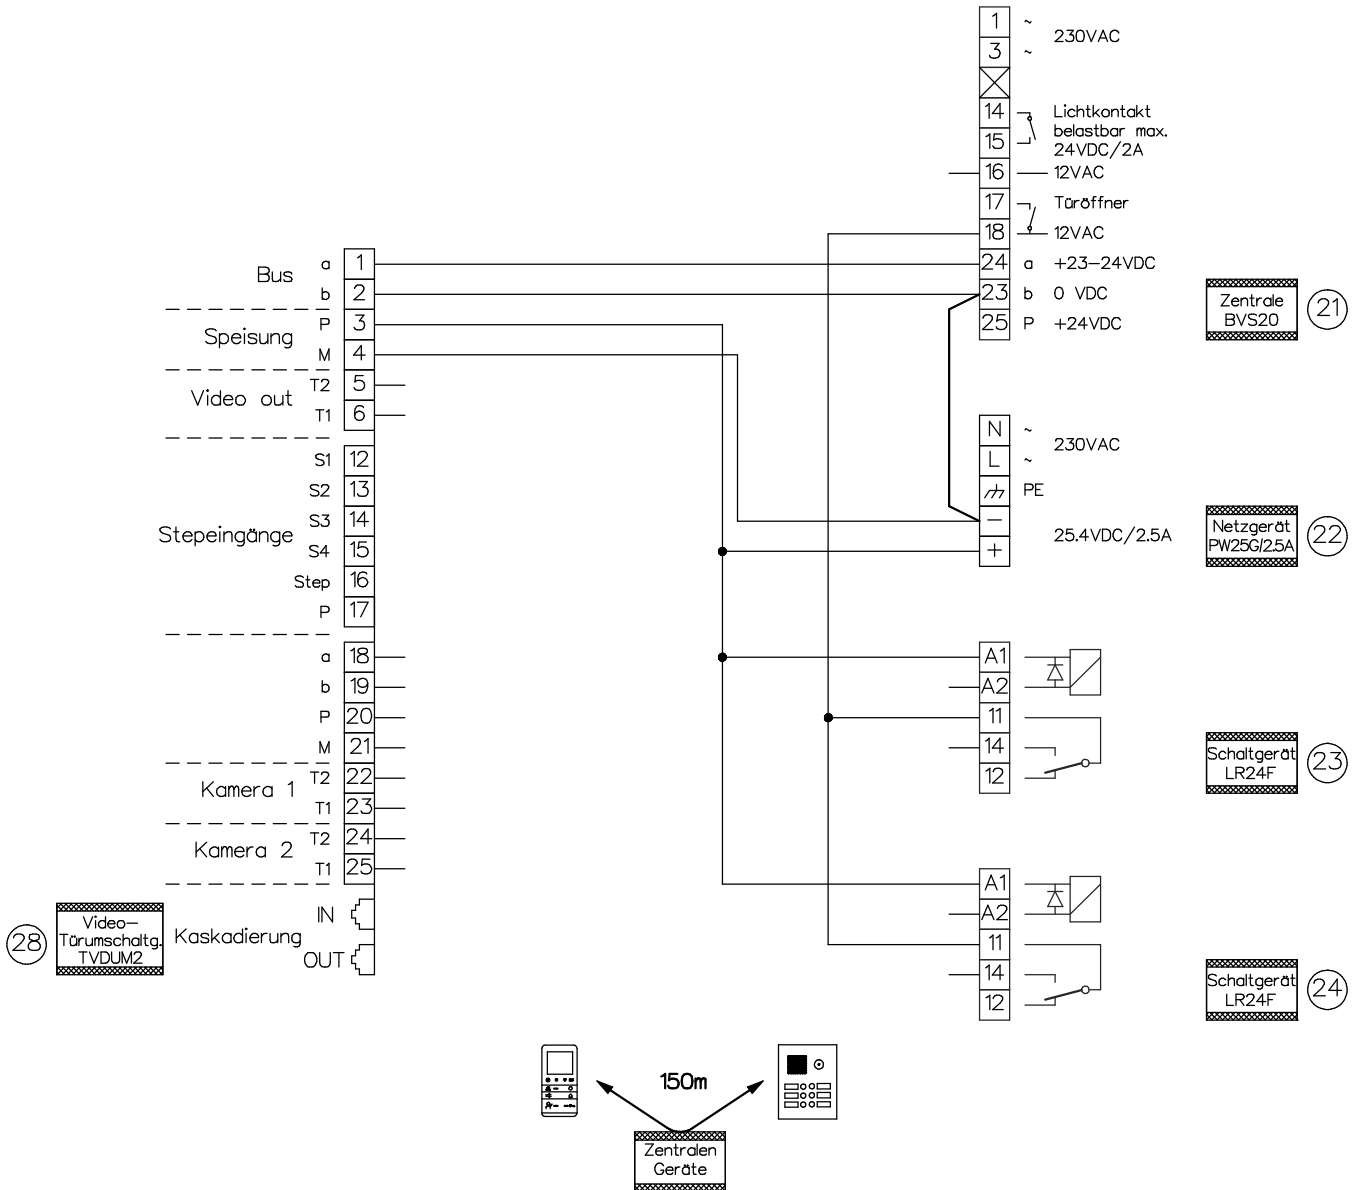 1 ~
230VAC
3 ~
14 Lichtkontakt
belastbar max.
15 24VDC/2A
16 12VAC
17 Türöffner
18 12VAC
24 a +23-24VDC
23 b 0 VDC
25 P +24VDC
Zentrale
BVS20
21
Bus
a 1
b 2
Speisung
P 3
M 4
Video out
T2 5
T1 6
S1 12
S2 13
Stepeingänge
S3 14
S4 15
Step 16
P 17
a 18
b 19
P 20
M 21
Kamera 1
T2 22
T1 23
Kamera 2
T2 24
T1 25
IN
Kaskadierung
OUT
28
Video-
Türumschaltg.
TVDUM2
N ~
230VAC
L ~
PE
−
25.4VDC/2.5A
+
Netzgerät
PW25G/2.5A
22
A1
A2
11
14
12
Schaltgerät
LR24F
23
A1
A2
11
14
12
Schaltgerät
LR24F
24
150m
Zentralen
Geräte